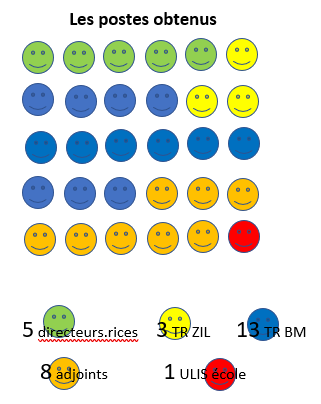 Les postes obtenus
5 directeurs.rices 3 TR ZIL 13 TR BM
8 adjoints 1 ULIS école